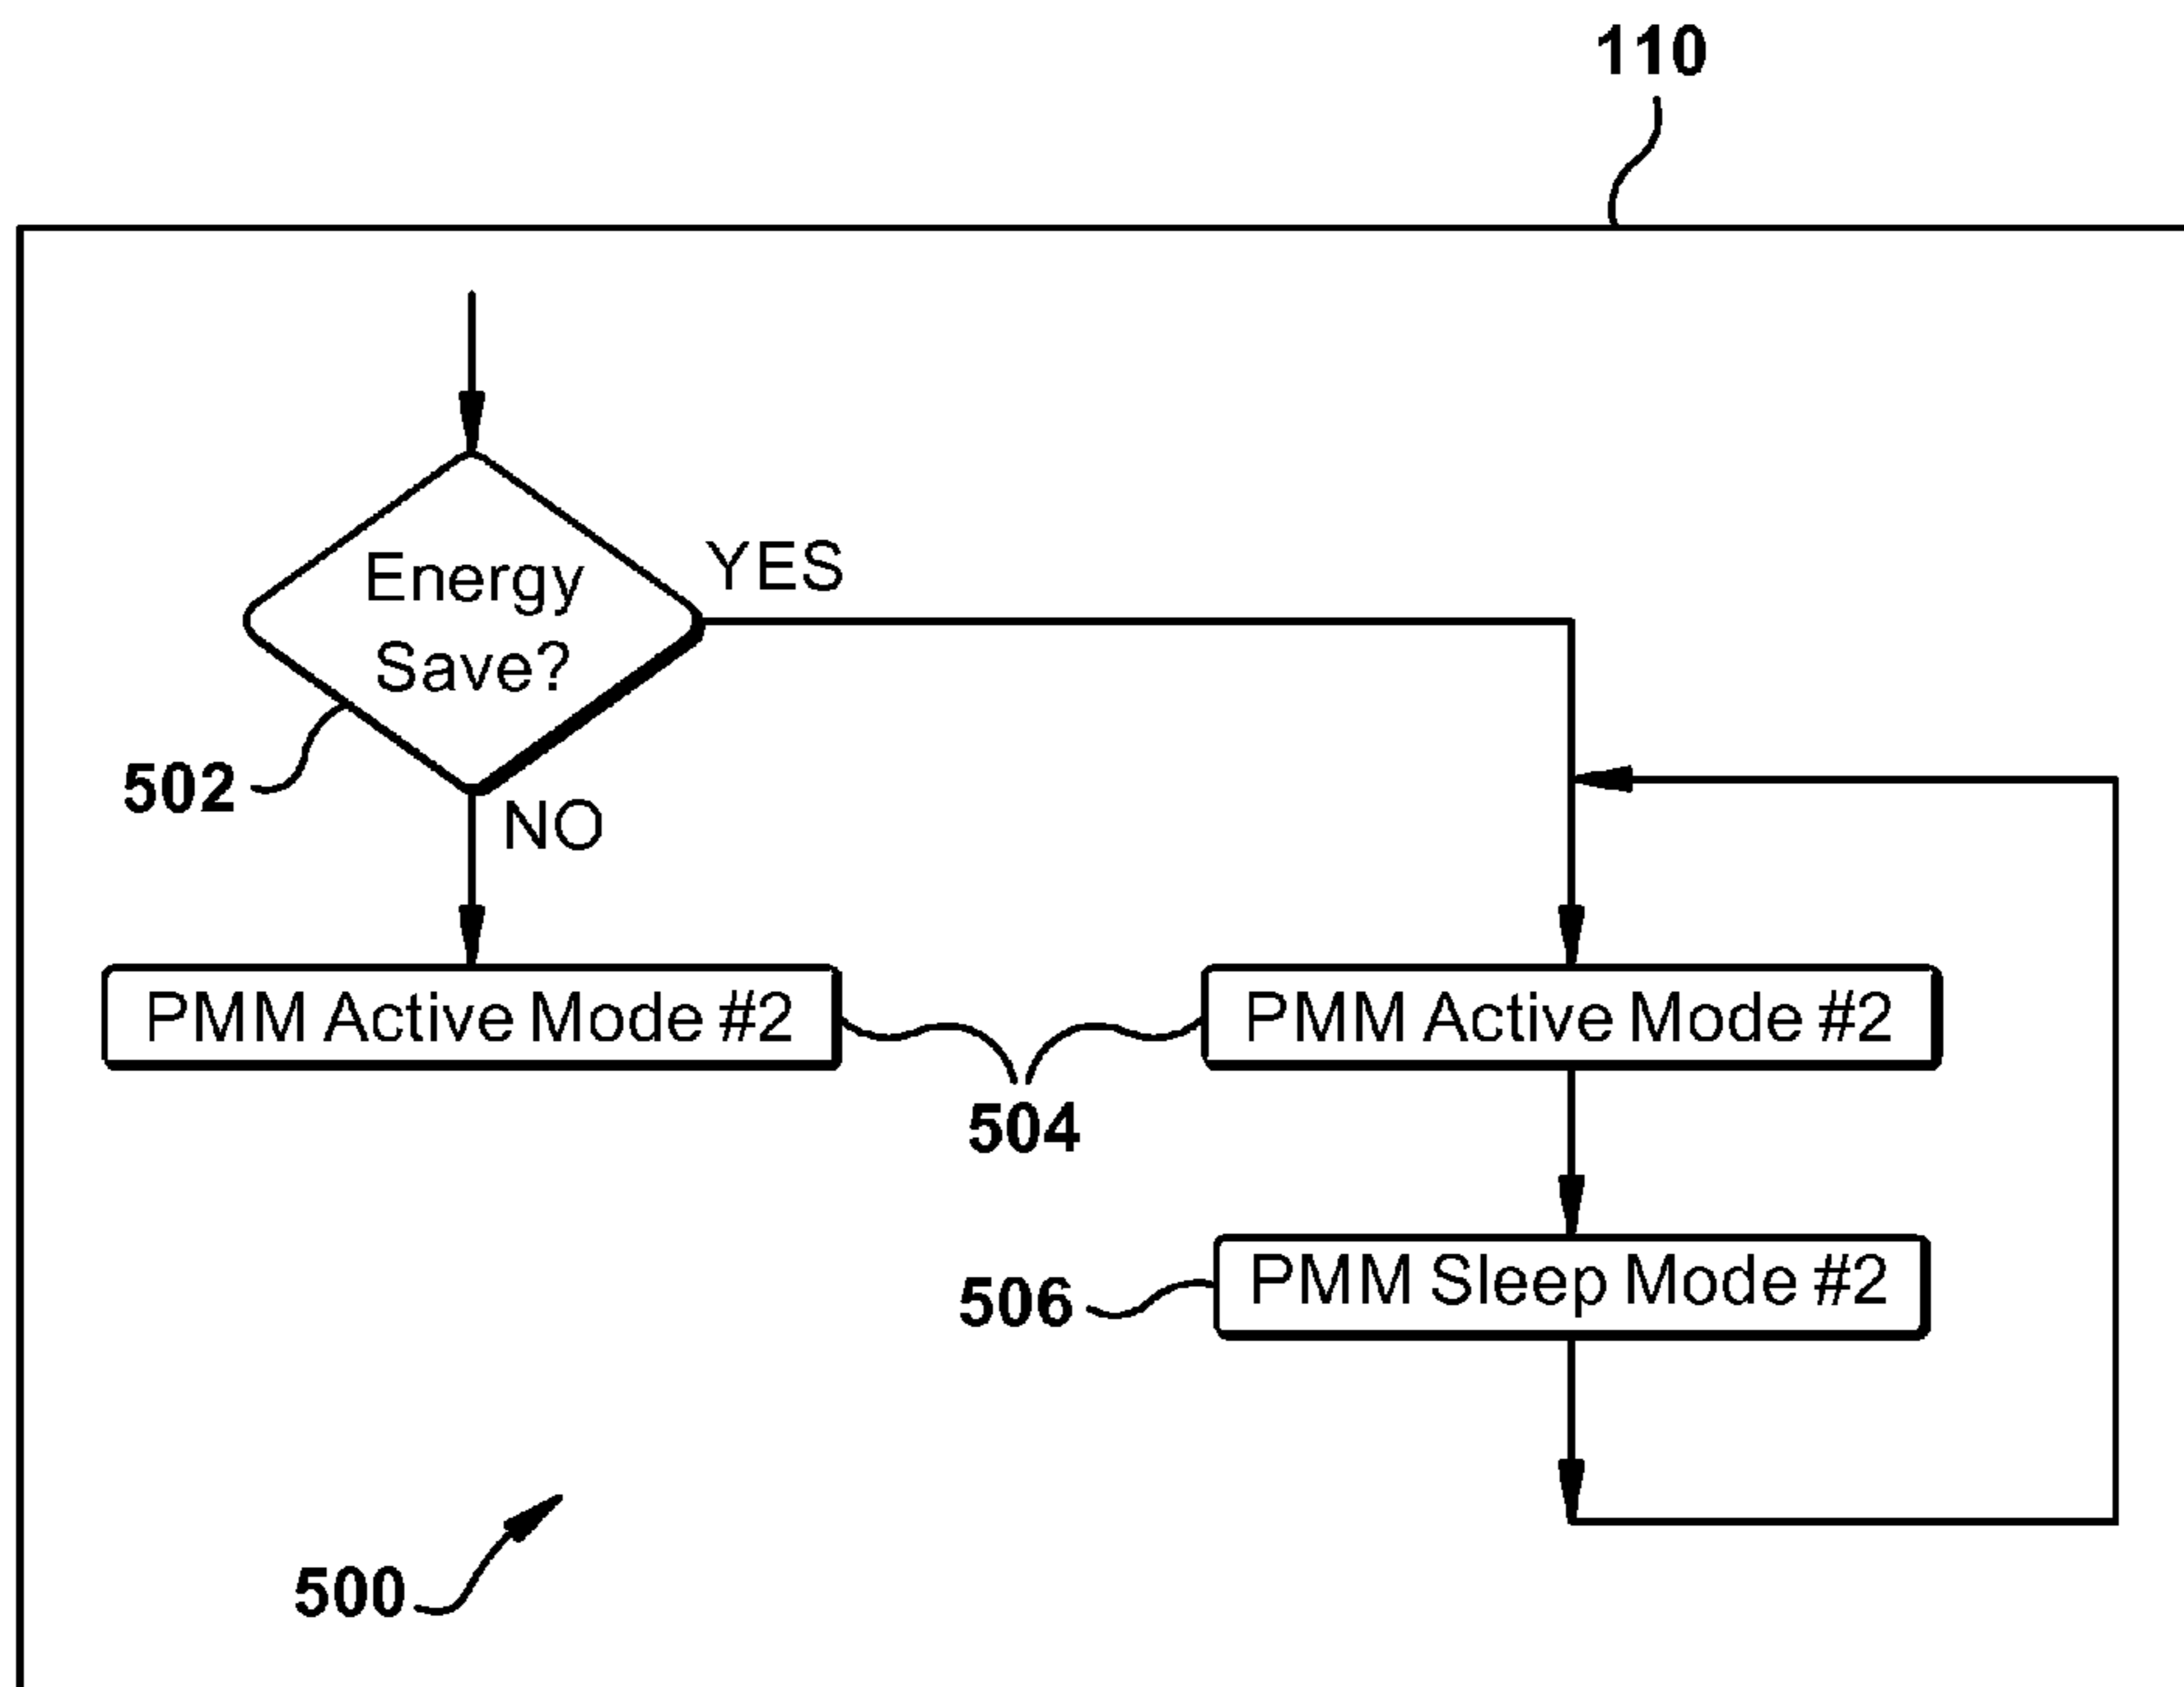 110
Energy
Save?
YES
502
NO
PMM Active Mode #2
PMM Active Mode #2
504
506
PMM Sleep Mode #2
500